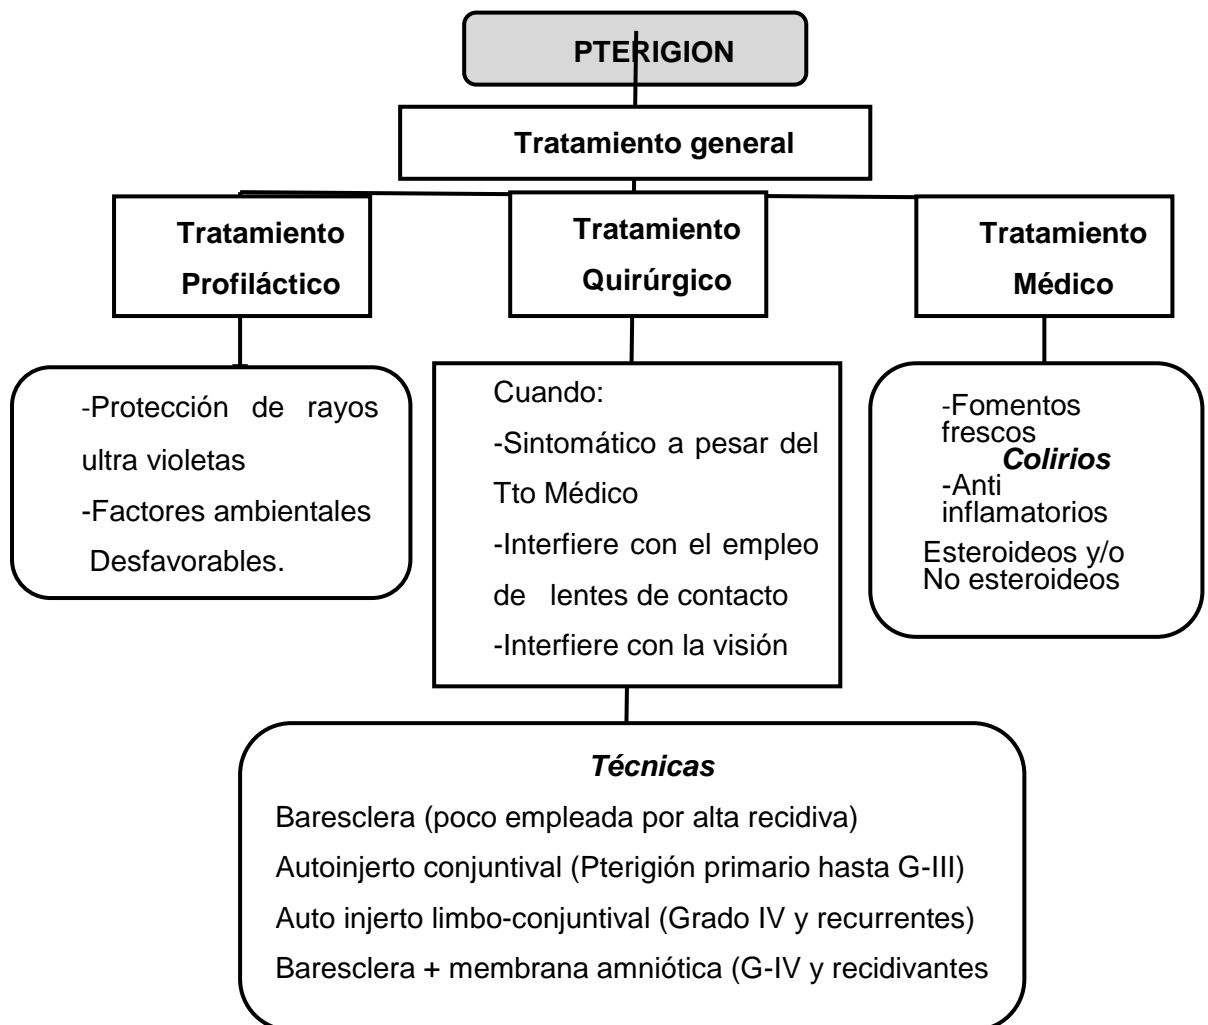 PTERIGION
Tratamiento general
Tratamiento
Profiláctico
Tratamiento
Quirúrgico
Tratamiento
Médico
-Protección de rayos
ultra violetas
-Factores ambientales
Desfavorables.
Cuando:
-Sintomático a pesar del
Tto Médico
-Interfiere con el empleo
de lentes de contacto
-Interfiere con la visión
-Fomentos
frescos
Colirios
-Anti
inflamatorios
Esteroideos y/o
No esteroideos
Técnicas
Baresclera (poco empleada por alta recidiva)
Autoinjerto conjuntival (Pterigión primario hasta G-III)
Auto injerto limbo-conjuntival (Grado IV y recurrentes)
Baresclera + membrana amniótica (G-IV y recidivantes